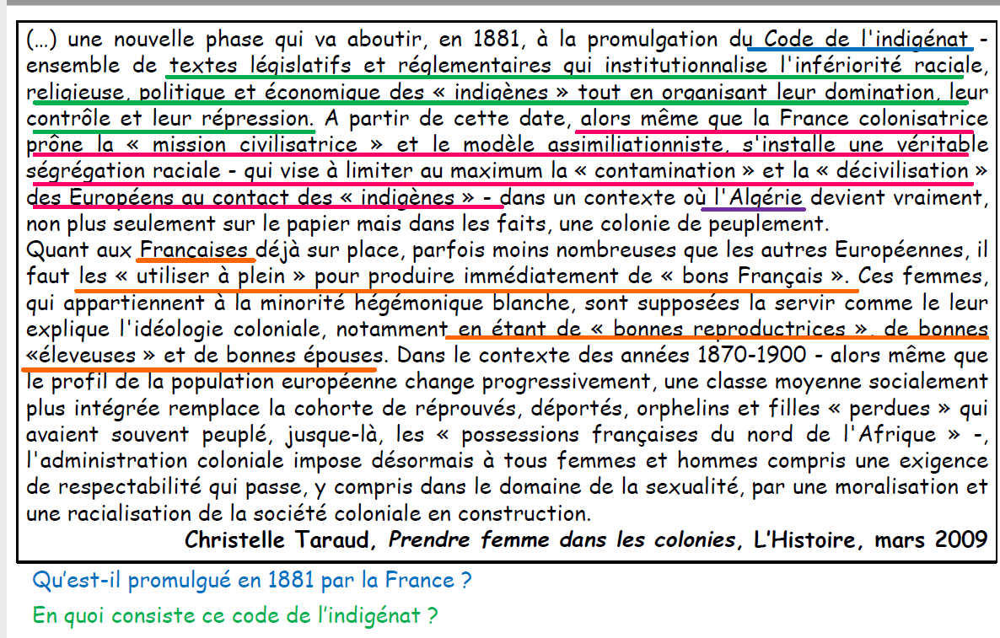 (…) une nouvelle phase qui va aboutir, en 1881, à la promulgation du Code de l'indigénat -
ensemble de textes législatifs et réglementaires qui institutionnalise l'infériorité raciale,
religieuse, politique et économique des « indigènes » tout en organisant leur domination, leur
contrôle et leur répression. A partir de cette date, alors même que la France colonisatrice
prône la « mission civilisatrice » et le modèle assimiliationniste, s'installe une véritable
ségrégation raciale - qui vise à limiter au maximum la « contamination » et la « décivilisation »
des Européens au contact des « indigènes » - dans un contexte où l'Algérie devient vraiment,
non plus seulement sur le papier mais dans les faits, une colonie de peuplement.
Quant aux Françaises déjà sur place, parfois moins nombreuses que les autres Européennes, il
faut les « utiliser à plein » pour produire immédiatement de « bons Français ». Ces femmes,
qui appartiennent à la minorité hégémonique blanche, sont supposées la servir comme le leur
explique l'idéologie coloniale, notamment en étant de « bonnes reproductrices », de bonnes
«éleveuses » et de bonnes épouses. Dans le contexte des années 1870-1900 - alors même que
le profil de la population européenne change progressivement, une classe moyenne socialement
plus intégrée remplace la cohorte de réprouvés, déportés, orphelins et filles « perdues » qui
avaient souvent peuplé, jusque-là, les « possessions françaises du nord de l'Afrique » -,
l'administration coloniale impose désormais à tous femmes et hommes compris une exigence
de respectabilité qui passe, y compris dans le domaine de la sexualité, par une moralisation et
une racialisation de la société coloniale en construction.
Christelle Taraud, Prendre femme dans les colonies, L'Histoire, mars 2009
Qu'est-il promulgué en 1881 par la France ?
En quoi consiste ce code de l'indigénat ?